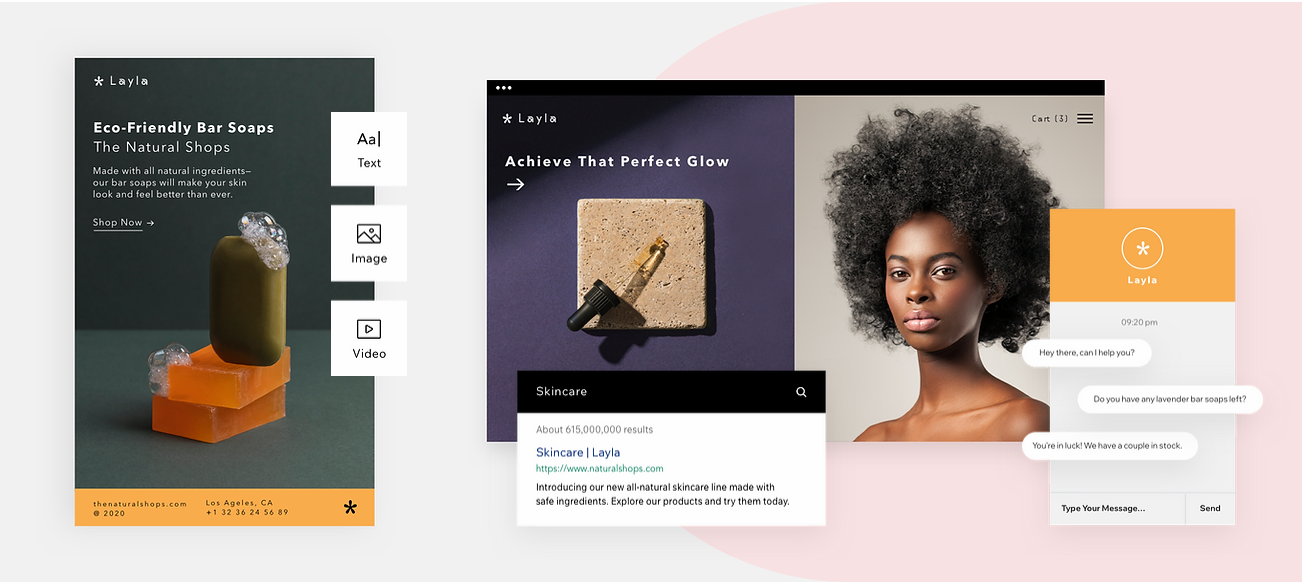 Layla
Eco-Friendly Bar Soaps
The Natural Shops
Made with all natural ingredients—
our bar soaps will make your skin
look and feel better than ever.
Shop Now →
thenaturalshops.com
@ 2020
Los Ageles, CA
+1 32 36 24 56 89
Aa|
Text
Image
Video
Layla
Cart (3)
Achieve That Perfect Glow
→
Skincare
About 615,000,000 results
Skincare | Layla
https://www.naturalshops.com
Introducing our new all-natural skincare line made with
safe ingredients. Explore our products and try them today.
Layla
09:20 pm
Hey there, can I help you?
Do you have any lavender bar soaps left?
You're in luck! We have a couple in stock.
Type Your Message...
Send